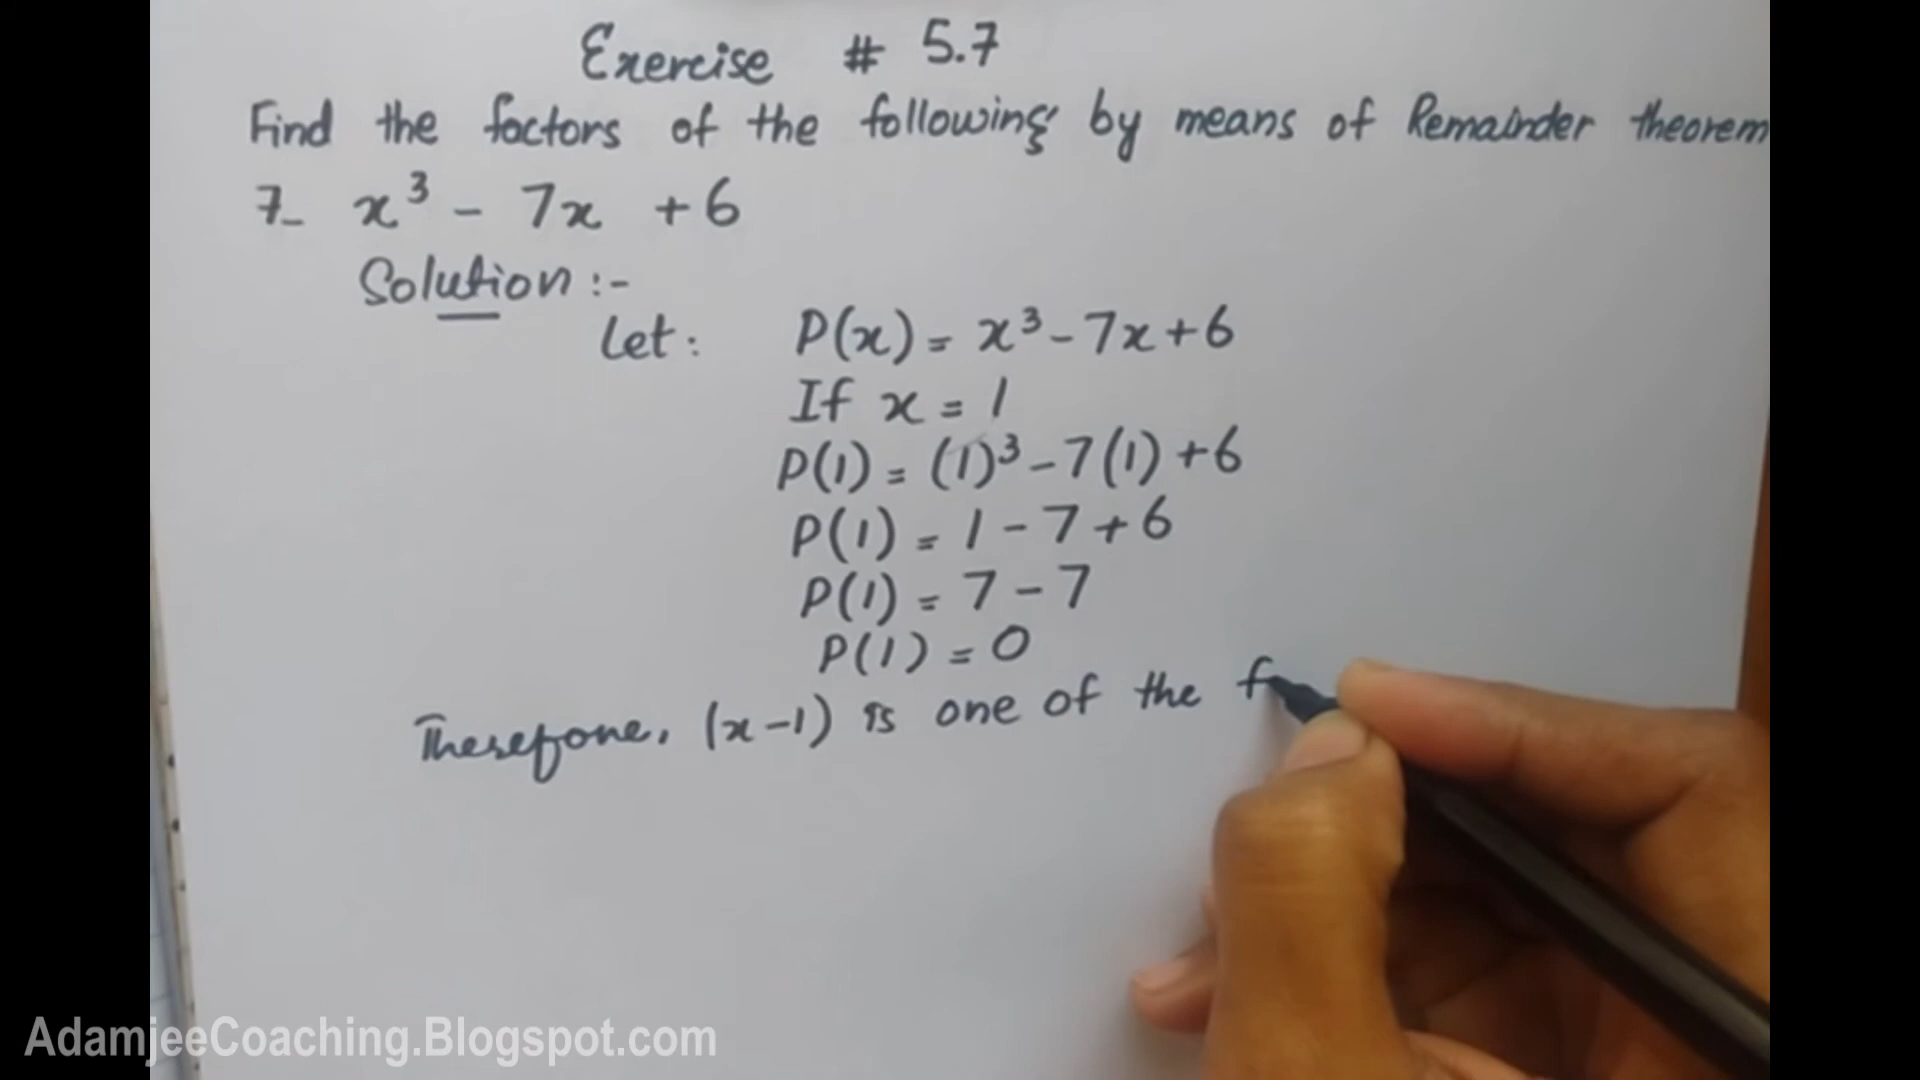 Exercise # 5.7
Find the factors of the following by means of Remainder theorem
7- x³ - 7x + 6
Solution :-
Let: P(x) = x³ - 7x + 6
If x = 1
P(1) = (1)³ - 7(1) + 6
P(1) = 1 - 7 + 6
P(1) = 7 - 7
P(1) = 0
Therefore, (x-1) is one of the f
AdamjeeCoaching.Blogspot.com